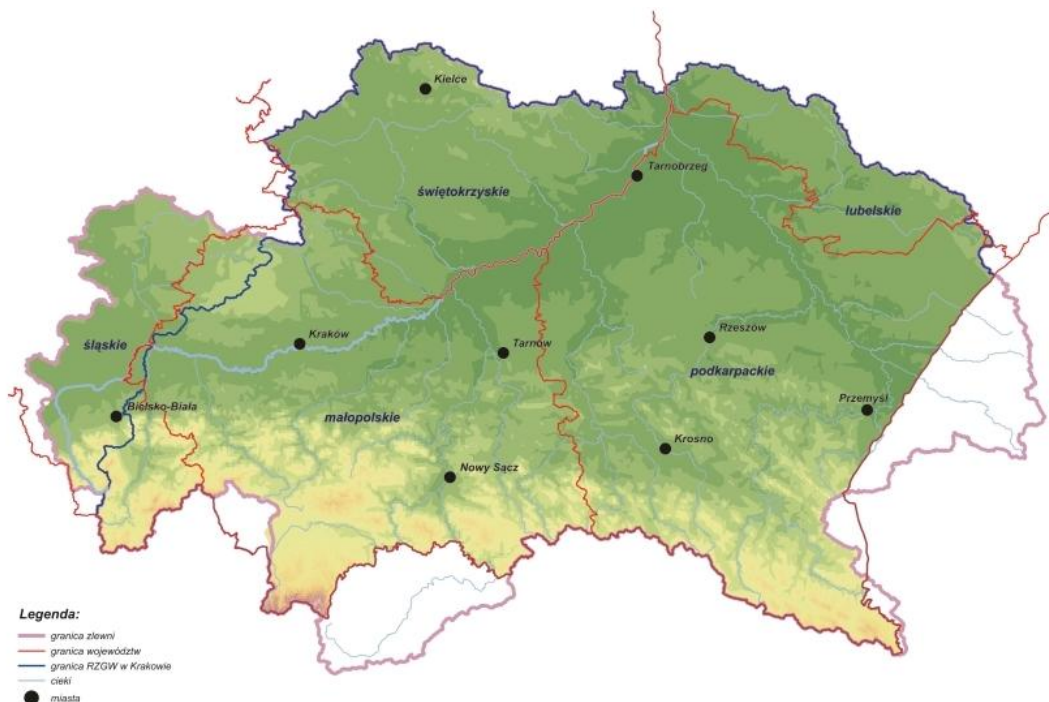 Kielce
Tarnobrzeg
świętokrzyskie
lubelskie
Kraków
Rzeszów
śląskie
Tarnów
podkarpackie
Bielsko-Biała
Przemyśl
małopolskie
Krosno
Nowy Sącz
Legenda:
granica zlewni
granica województw
granica RZGW w Krakowie
cieki
miasta